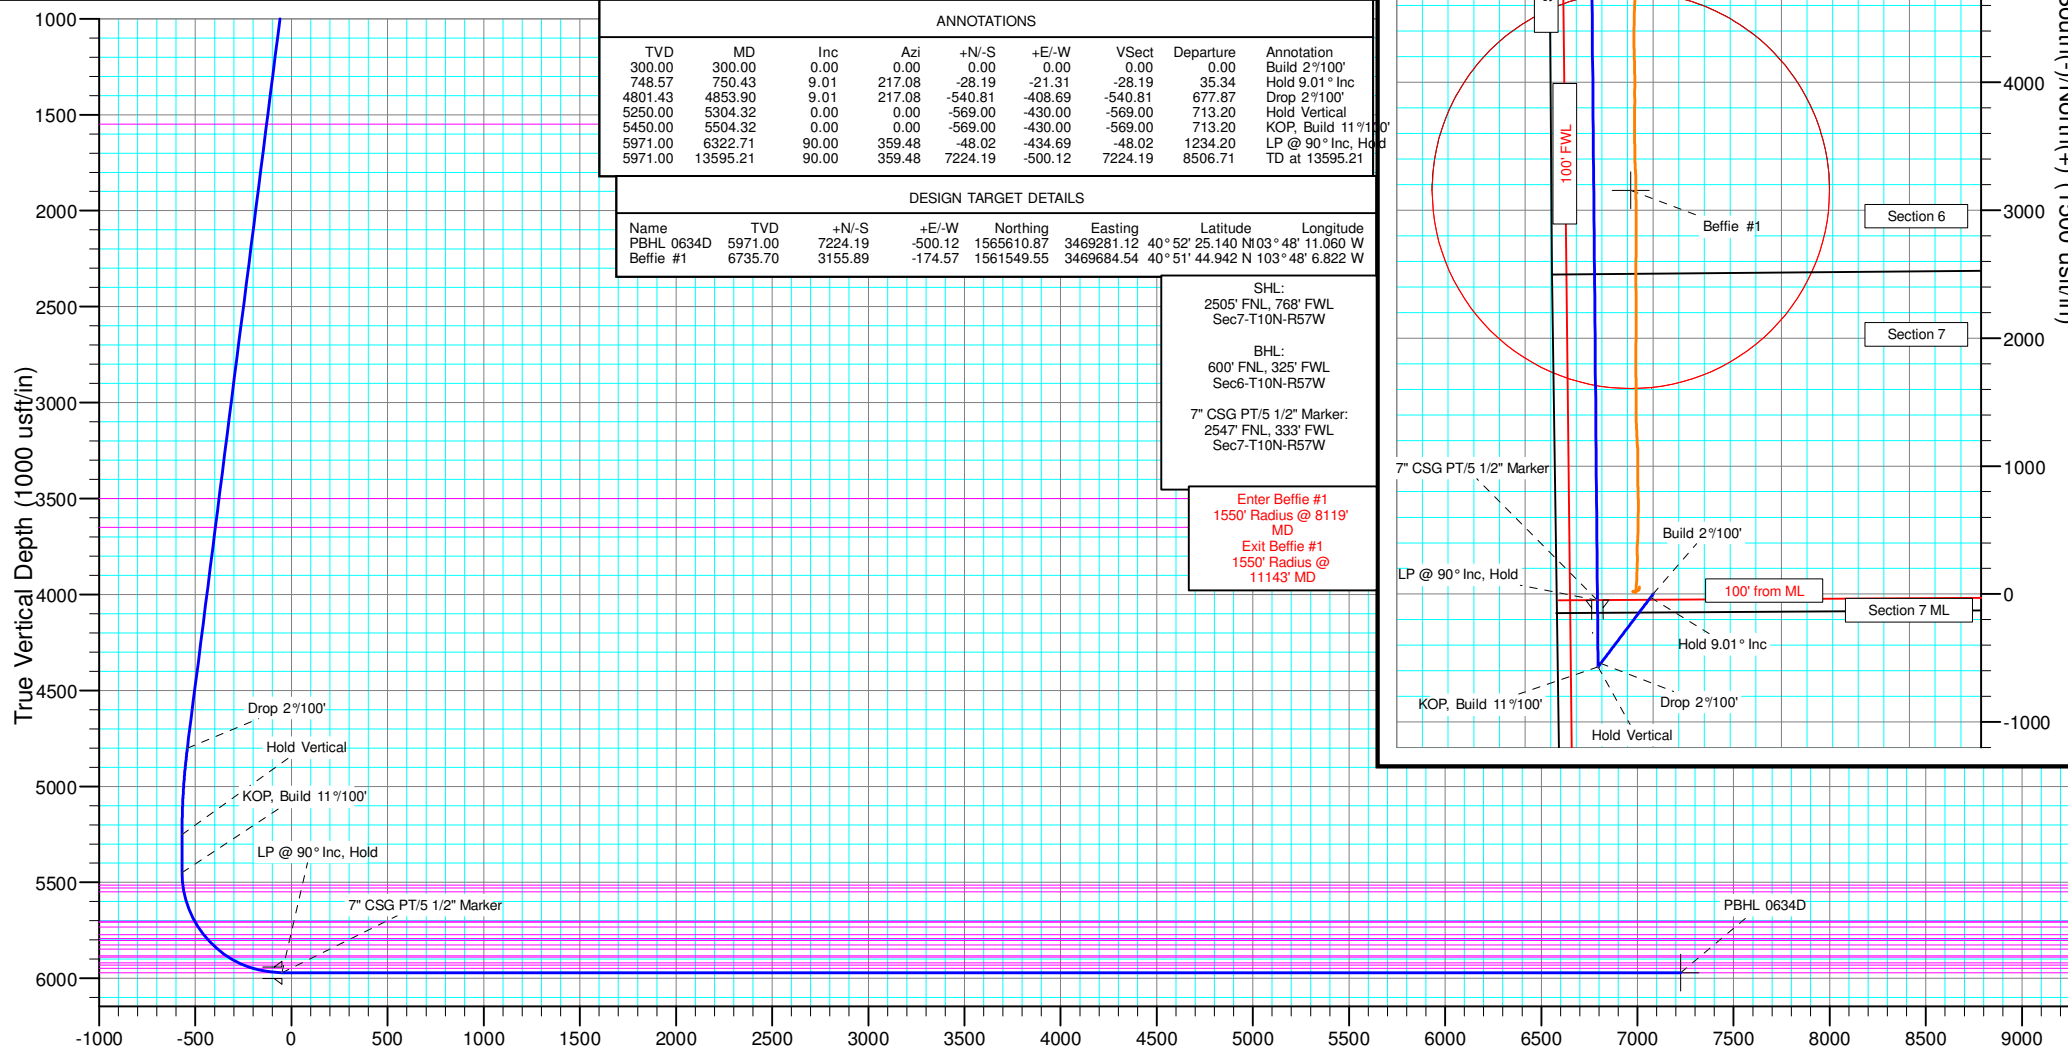 ANNOTATIONS
TVD MD Inc Azi +N/-S +E/-W VSect Departure Annotation
300.00 300.00 0.00 0.00 0.00 0.00 0.00 0.00 Build 2°/100'
748.57 750.43 9.01 217.08 -28.19 -21.31 -28.19 35.34 Hold 9.01° Inc
4801.43 4853.90 9.01 217.08 -540.81 -408.69 -540.81 677.87 Drop 2°/100'
5250.00 5304.32 0.00 0.00 -569.00 -430.00 -569.00 713.20 Hold Vertical
5450.00 5504.32 0.00 0.00 -569.00 -430.00 -569.00 713.20 KOP, Build 11°/100'
5971.00 6322.71 90.00 359.48 -48.02 -434.69 -48.02 1234.20 LP @ 90° Inc, Hold
5971.00 13595.21 90.00 359.48 7224.19 -500.12 7224.19 8506.71 TD at 13595.21
DESIGN TARGET DETAILS
Name TVD +N/-S +E/-W Northing Easting Latitude Longitude
PBHL 0634D 5971.00 7224.19 -500.12 1565610.87 3469281.12 40° 52' 25.140 N 103° 48' 11.060 W
Beffie #1 6735.70 3155.89 -174.57 1561549.55 3469684.54 40° 51' 44.942 N 103° 48' 6.822 W
SHL:
2505' FNL, 768' FWL
Sec7-T10N-R57W
BHL:
600' FNL, 325' FWL
Sec6-T10N-R57W
7" CSG PT/5 1/2" Marker:
2547' FNL, 333' FWL
Sec7-T10N-R57W
Enter Beffie #1
1550' Radius @ 8119'
MD
Exit Beffie #1
1550' Radius @
11143' MD
True Vertical Depth (1000 usft/in)
1000
1500
2000
2500
3000
3500
4000
4500
5000
5500
6000
Drop 2°/100'
Hold Vertical
KOP, Build 11°/100'
LP @ 90° Inc, Hold
7" CSG PT/5 1/2" Marker
PBHL 0634D
-1000 -500 0 500 1000 1500 2000 2500 3000 3500 4000 4500 5000 5500 6000 6500 7000 7500 8000 8500 9000
100' FWL
Beffie #1
Section 6
Section 7
7" CSG PT/5 1/2" Marker
Build 2°/100'
LP @ 90° Inc, Hold
100' from ML
Section 7 ML
Hold 9.01° Inc
KOP, Build 11°/100'
Drop 2°/100'
Hold Vertical
4000
3000
2000
1000
0
-1000
South(-)/North(+) (1500 usft/in)